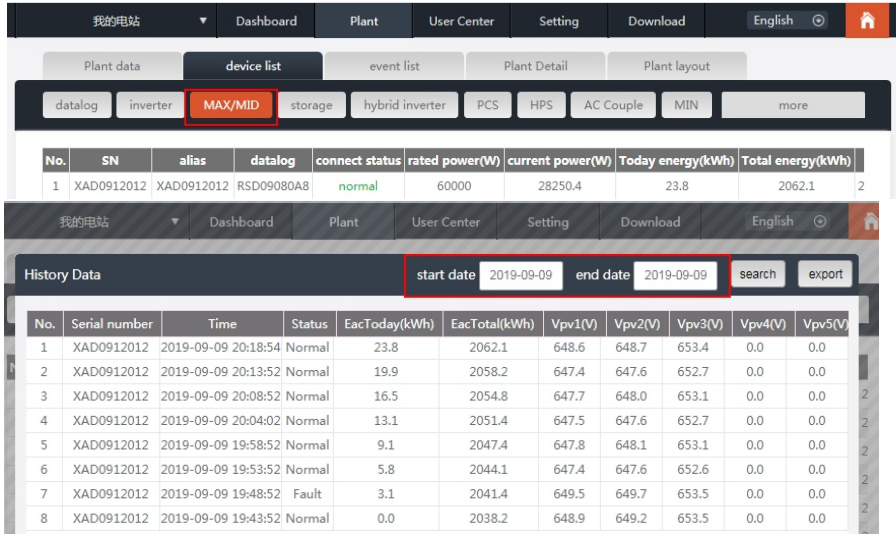 我的电站 ▼ Dashboard Plant User Center Setting Download English
Plant data device list event list Plant Detail Plant layout
datalog inverter MAX/MID storage hybrid inverter PCS HPS AC Couple MIN more
No. SN alias datalog connect status rated power(W) current power(W) Today energy(kWh) Total energy(kWh)
1 XAD0912012 XAD0912012 RSD09080A8 normal 60000 28250.4 23.8 2062.1 2
我的电站 ▼ Dashboard Plant User Center Setting Download English
History Data start date 2019-09-09 end date 2019-09-09 search export
No. Serial number Time Status EacToday(kWh) EacTotal(kWh) Vpv1(V) Vpv2(V) Vpv3(V) Vpv4(V) Vpv5(V)
1 XAD0912012 2019-09-09 20:18:54 Normal 23.8 2062.1 648.6 648.7 653.4 0.0 0.0
2 XAD0912012 2019-09-09 20:13:52 Normal 19.9 2058.2 647.4 647.6 652.7 0.0 0.0
3 XAD0912012 2019-09-09 20:08:52 Normal 16.5 2054.8 647.7 648.0 653.1 0.0 0.0
4 XAD0912012 2019-09-09 20:04:02 Normal 13.1 2051.4 647.5 647.6 652.7 0.0 0.0
5 XAD0912012 2019-09-09 19:58:52 Normal 9.1 2047.4 647.8 648.1 653.1 0.0 0.0
6 XAD0912012 2019-09-09 19:53:52 Normal 5.8 2044.1 647.4 647.6 652.6 0.0 0.0
7 XAD0912012 2019-09-09 19:48:52 Fault 3.1 2041.4 649.5 649.7 653.5 0.0 0.0
8 XAD0912012 2019-09-09 19:43:52 Normal 0.0 2038.2 648.9 649.2 653.5 0.0 0.0